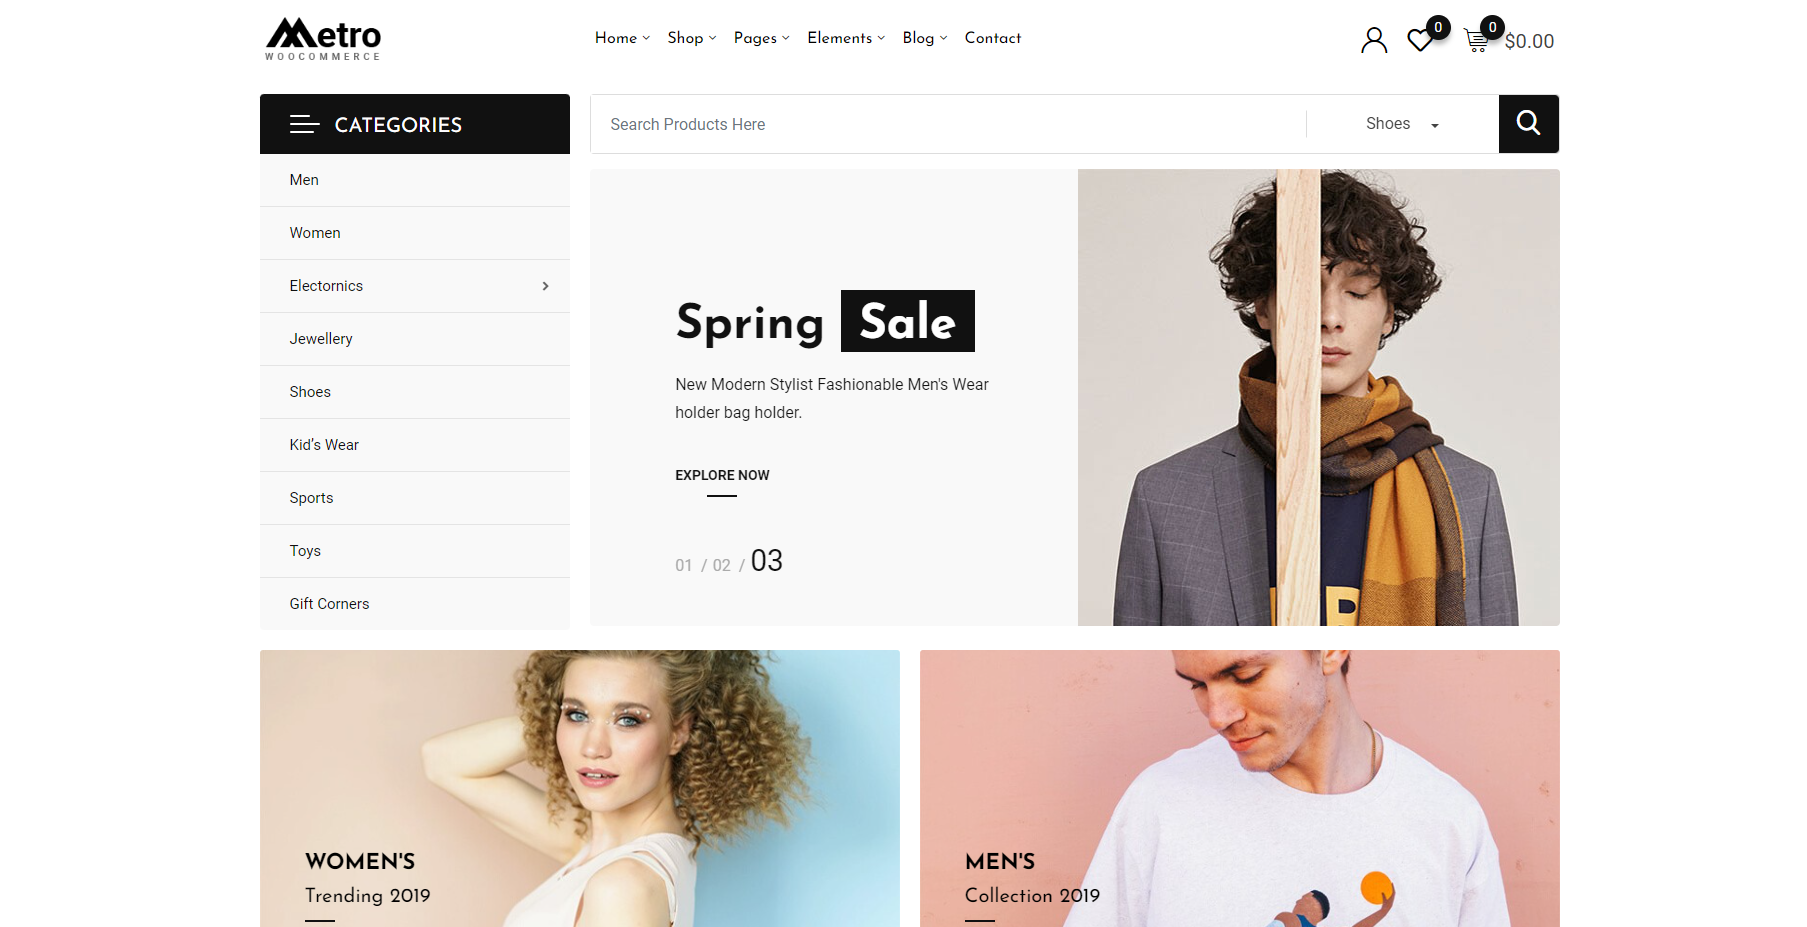 Metro
WOOCOMMERCE
Home Shop Pages Elements Blog Contact
0
0
$0.00
CATEGORIES
Search Products Here
Shoes
Men
Women
Electornics
Jewellery
Shoes
Kid's Wear
Sports
Toys
Gift Corners
Spring Sale
New Modern Stylist Fashionable Men's Wear
holder bag holder.
EXPLORE NOW
01 / 02 / 03
WOMEN'S
Trending 2019
MEN'S
Collection 2019